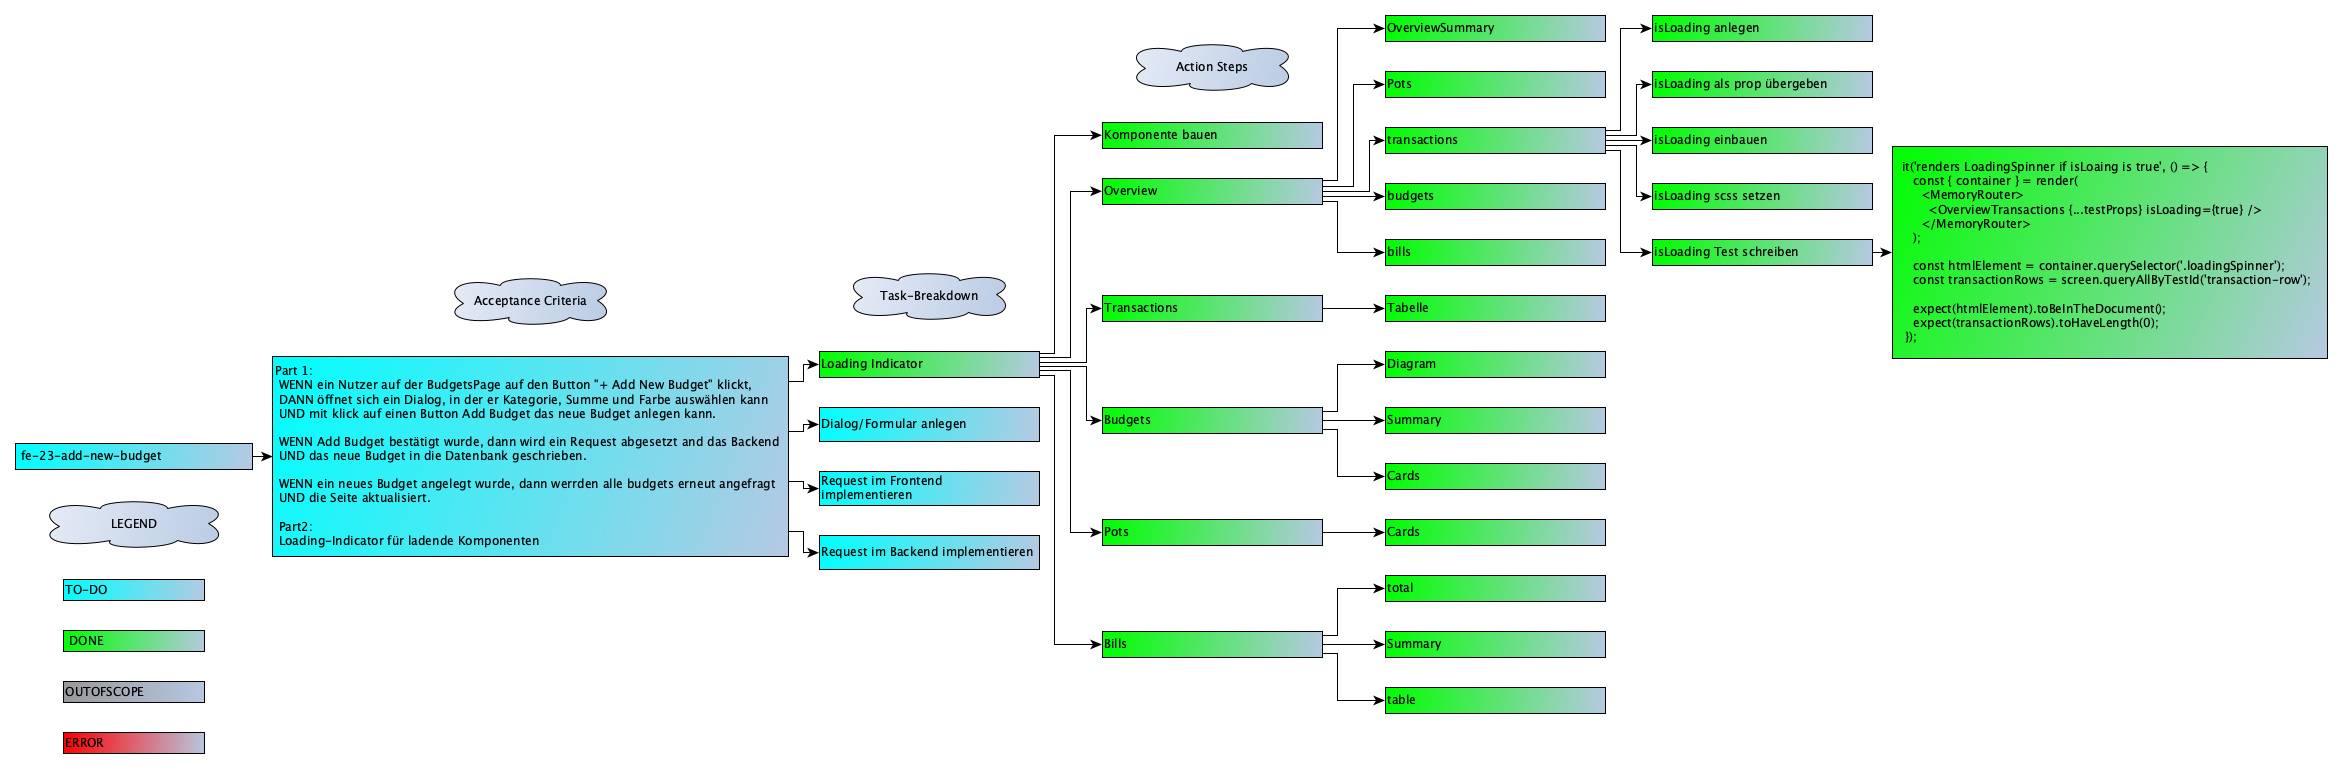 fe-23-add-new-budget
LEGEND
TO-DO
DONE
OUTOFSCOPE
ERROR
Acceptance Criteria
Part 1:
WENN ein Nutzer auf der BudgetsPage auf den Button "+ Add New Budget" klickt,
DANN öffnet sich ein Dialog, in der er Kategorie, Summe und Farbe auswählen kann
UND mit klick auf einen Button Add Budget das neue Budget anlegen kann.
WENN Add Budget bestätigt wurde, dann wird ein Request abgesetzt and das Backend
UND das neue Budget in die Datenbank geschrieben.
WENN ein neues Budget angelegt wurde, dann werrden alle budgets erneut angefragt
UND die Seite aktualisiert.
Part2:
Loading-Indicator für ladende Komponenten
Task-Breakdown
Loading Indicator
Dialog/Formular anlegen
Request im Frontend
implementieren
Request im Backend implementieren
Action Steps
Komponente bauen
Overview
Transactions
Budgets
Pots
Bills
OverviewSummary
Pots
transactions
budgets
bills
Tabelle
Diagram
Summary
Cards
Cards
total
Summary
table
isLoading anlegen
isLoading als prop übergeben
isLoading einbauen
isLoading scss setzen
isLoading Test schreiben
it('renders LoadingSpinner if isLoaing is true', () => {
const { container } = render(
<MemoryRouter>
<OverviewTransactions {...testProps} isLoading={true} />
</MemoryRouter>
);
const htmlElement = container.querySelector('.loadingSpinner');
const transactionRows = screen.queryAllByTestId('transaction-row');
expect(htmlElement).toBeInTheDocument();
expect(transactionRows).toHaveLength(0);
});